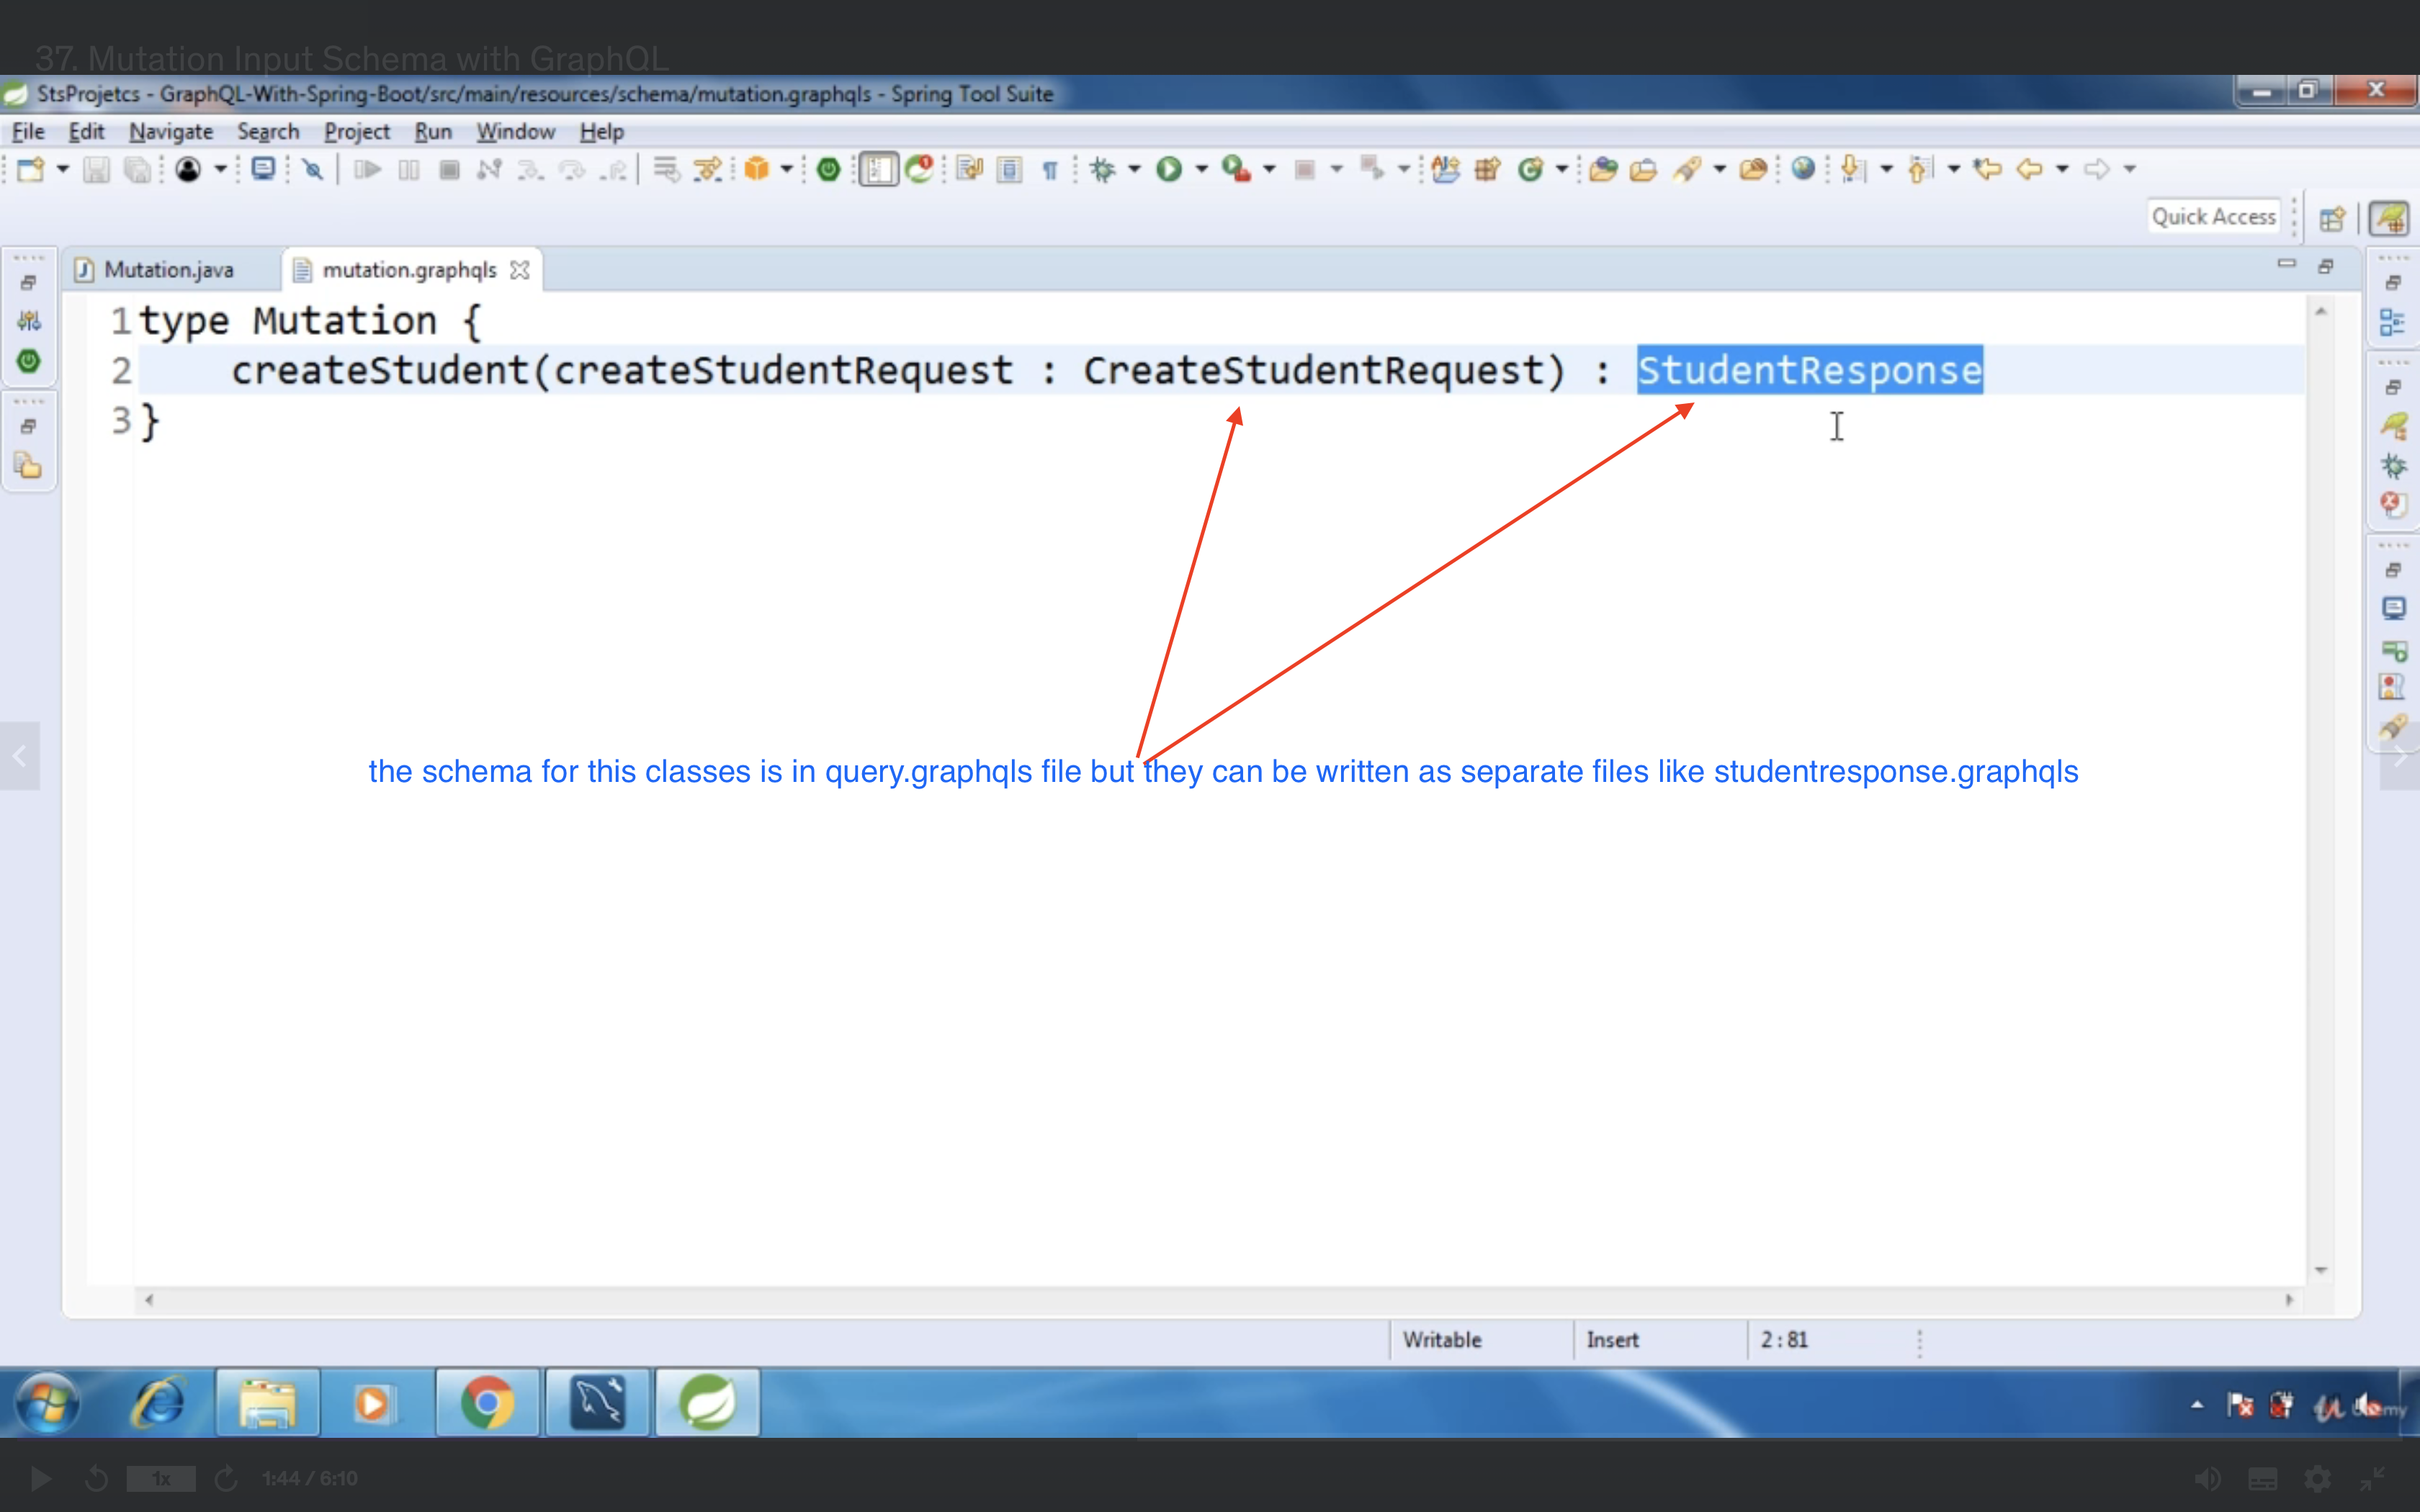 37. Mutation Input Schema with GraphQL
StsProjetcs - GraphQL-With-Spring-Boot/src/main/resources/schema/mutation.graphqls - Spring Tool Suite
File Edit Navigate Search Project Run Window Help
Quick Access
Mutation.java mutation.graphqls
1 type Mutation {
2 createStudent(createStudentRequest : CreateStudentRequest) : StudentResponse
3 }
the schema for this classes is in query.graphqls file but they can be written as separate files like studentresponse.graphqls
Writable Insert 2 : 81
1x 1:44 / 6:10